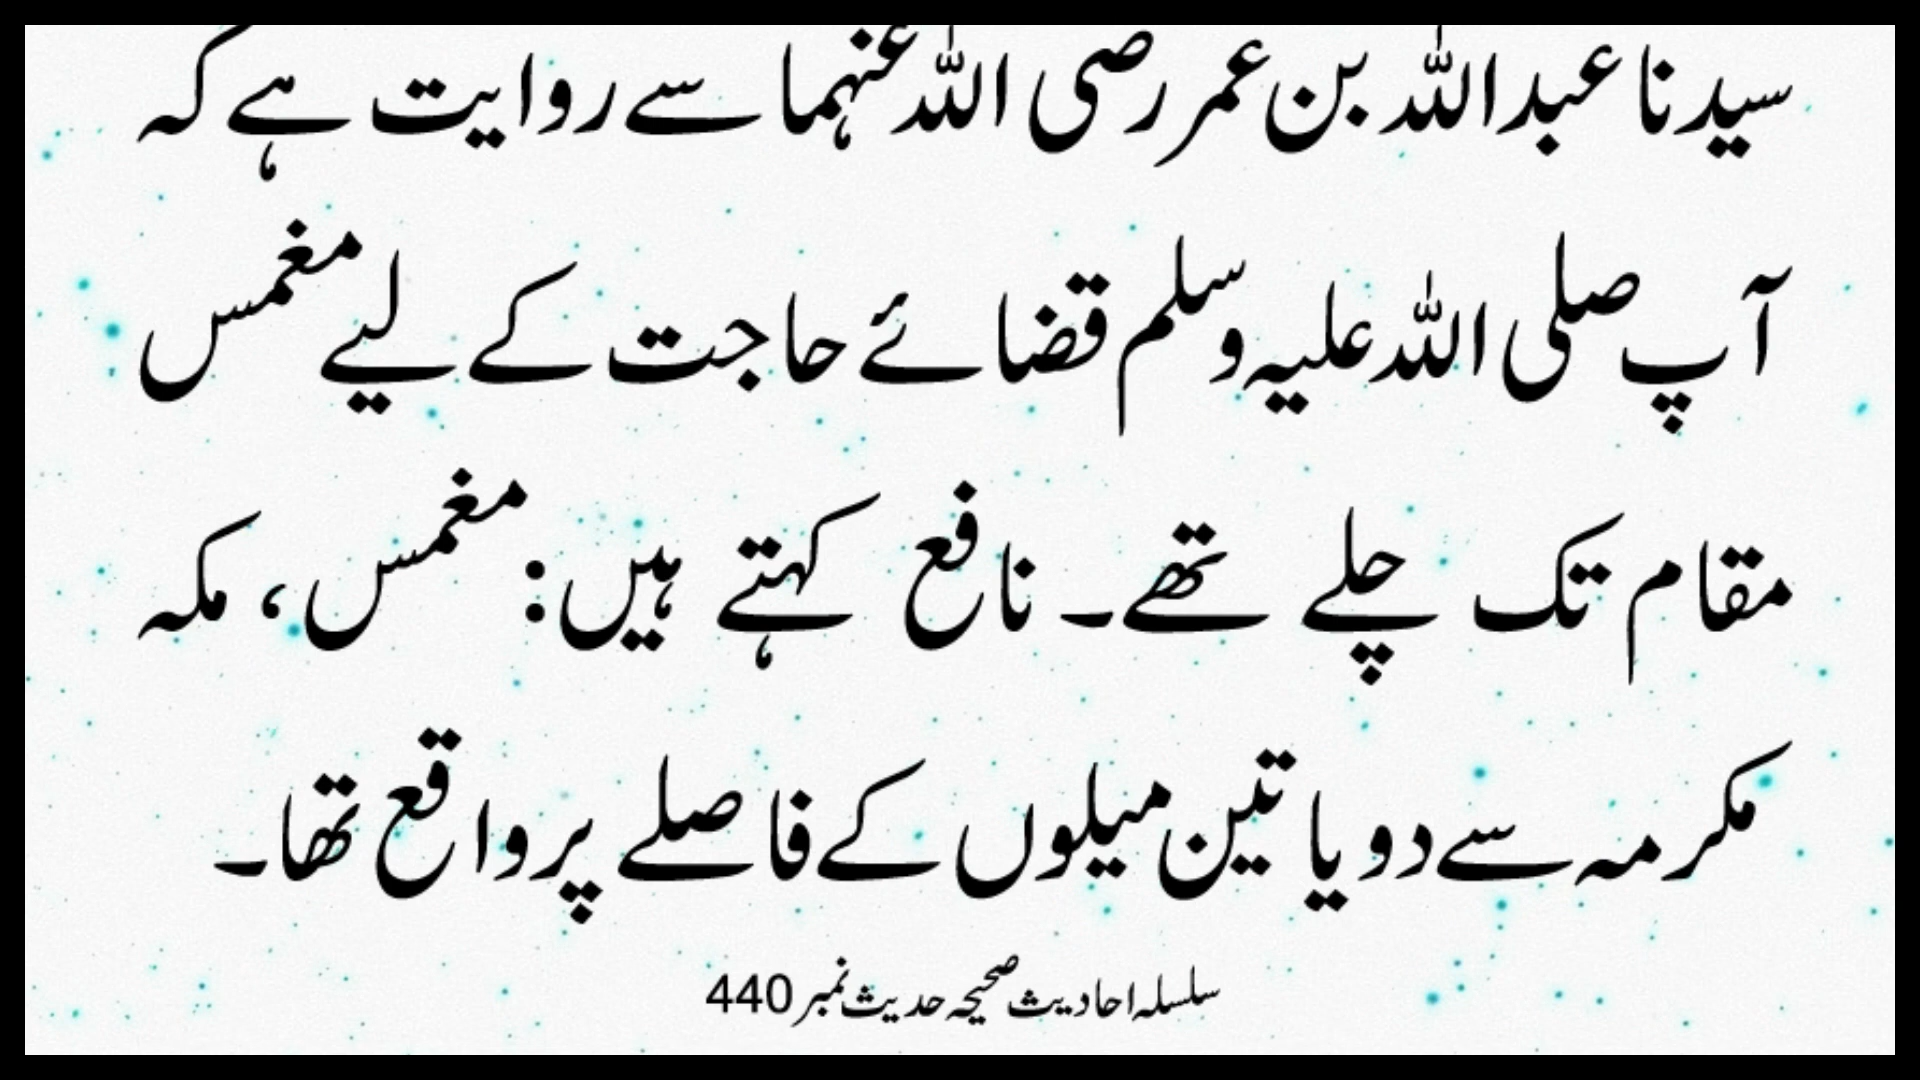 سیدنا عبداللہ بن عمر رضی اللہ عنہما سے روایت ہے کہ
آپ صلی اللہ علیہ وسلم قضائے حاجت کے لیے مغمس
مقام تک چلے تھے۔ نافع کہتے ہیں: مغمس، مکہ
مکرمہ سے دو یا تین میلوں کے فاصلے پر واقع تھا۔
سلسلہ احادیث صحیحہ حدیث نمبر 440